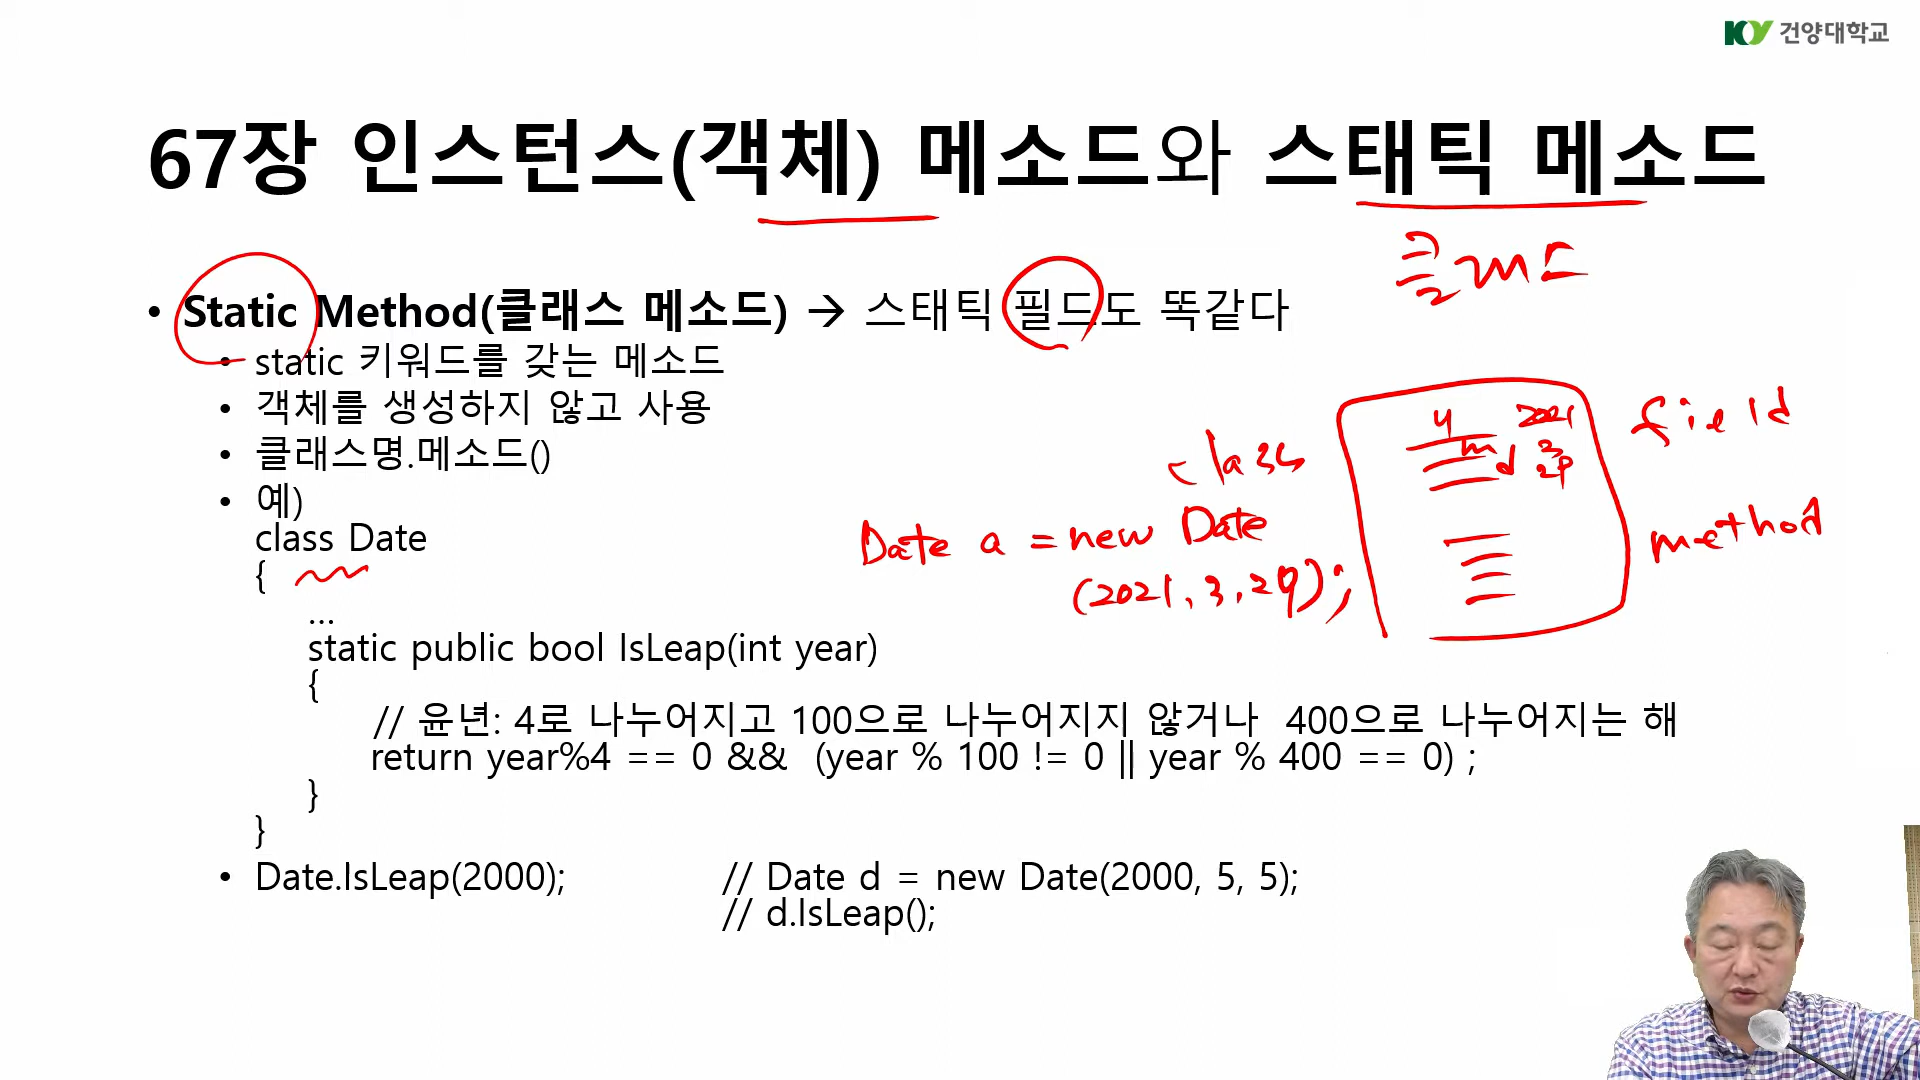 건양대학교
67장 인스턴스(객체) 메소드와 스태틱 메소드
• Static Method(클래스 메소드) → 스태틱 필드도 똑같다
• static 키워드를 갖는 메소드
• 객체를 생성하지 않고 사용
• 클래스명.메소드()
• 예)
class Date
{
...
static public bool IsLeap(int year)
{
// 윤년: 4로 나누어지고 100으로 나누어지지 않거나 400으로 나누어지는 해
return year%4 == 0 && (year % 100 != 0 || year % 400 == 0) ;
}
}
• Date.IsLeap(2000); // Date d = new Date(2000, 5, 5);
// d.IsLeap();
class
y 2021
m 3
d 29
field
method
Date a = new Date
(2021, 3, 29);